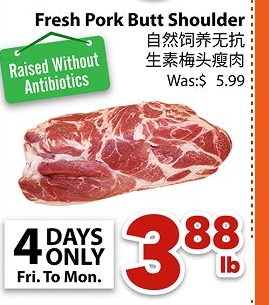 Fresh Pork Butt Shoulder
自然饲养无抗
生素梅头瘦肉
Was:$ 5.99
Raised Without
Antibiotics
4 DAYS
ONLY
Fri. To Mon.
3.88
lb